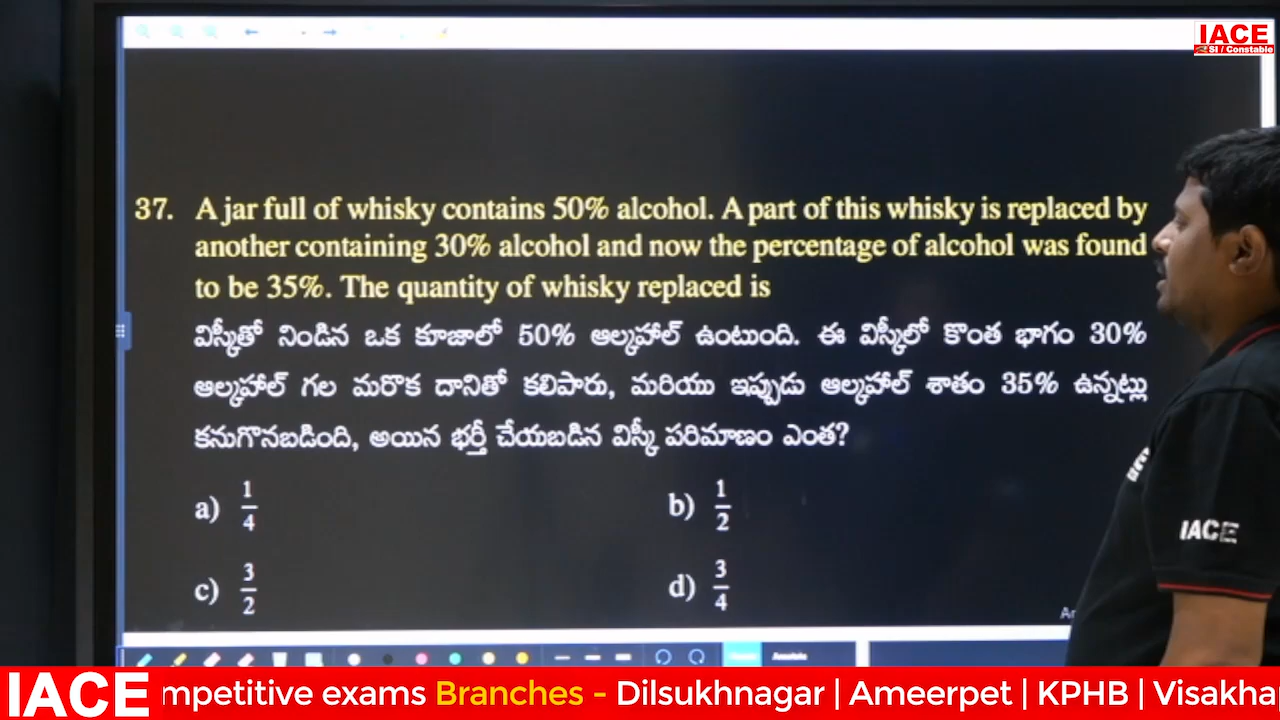 IACE
SI / Constable
37. A jar full of whisky contains 50% alcohol. A part of this whisky is replaced by
another containing 30% alcohol and now the percentage of alcohol was found
to be 35%. The quantity of whisky replaced is
విస్కీతో నిండిన ఒక కూజాలో 50% ఆల్కహాల్ ఉంటుంది. ఈ విస్కీలో కొంత భాగం 30%
ఆల్కహాల్ గల మరొక దానితో కలిపారు, మరియు ఇప్పుడు ఆల్కహాల్ శాతం 35% ఉన్నట్లు
కనుగొనబడింది, అయిన భర్తీ చేయబడిన విస్కీ పరిమాణం ఎంత?
a) 1/4 b) 1/2
c) 3/2 d) 3/4
IACE
IACE mpetitive exams Branches - Dilsukhnagar | Ameerpet | KPHB | Visakha